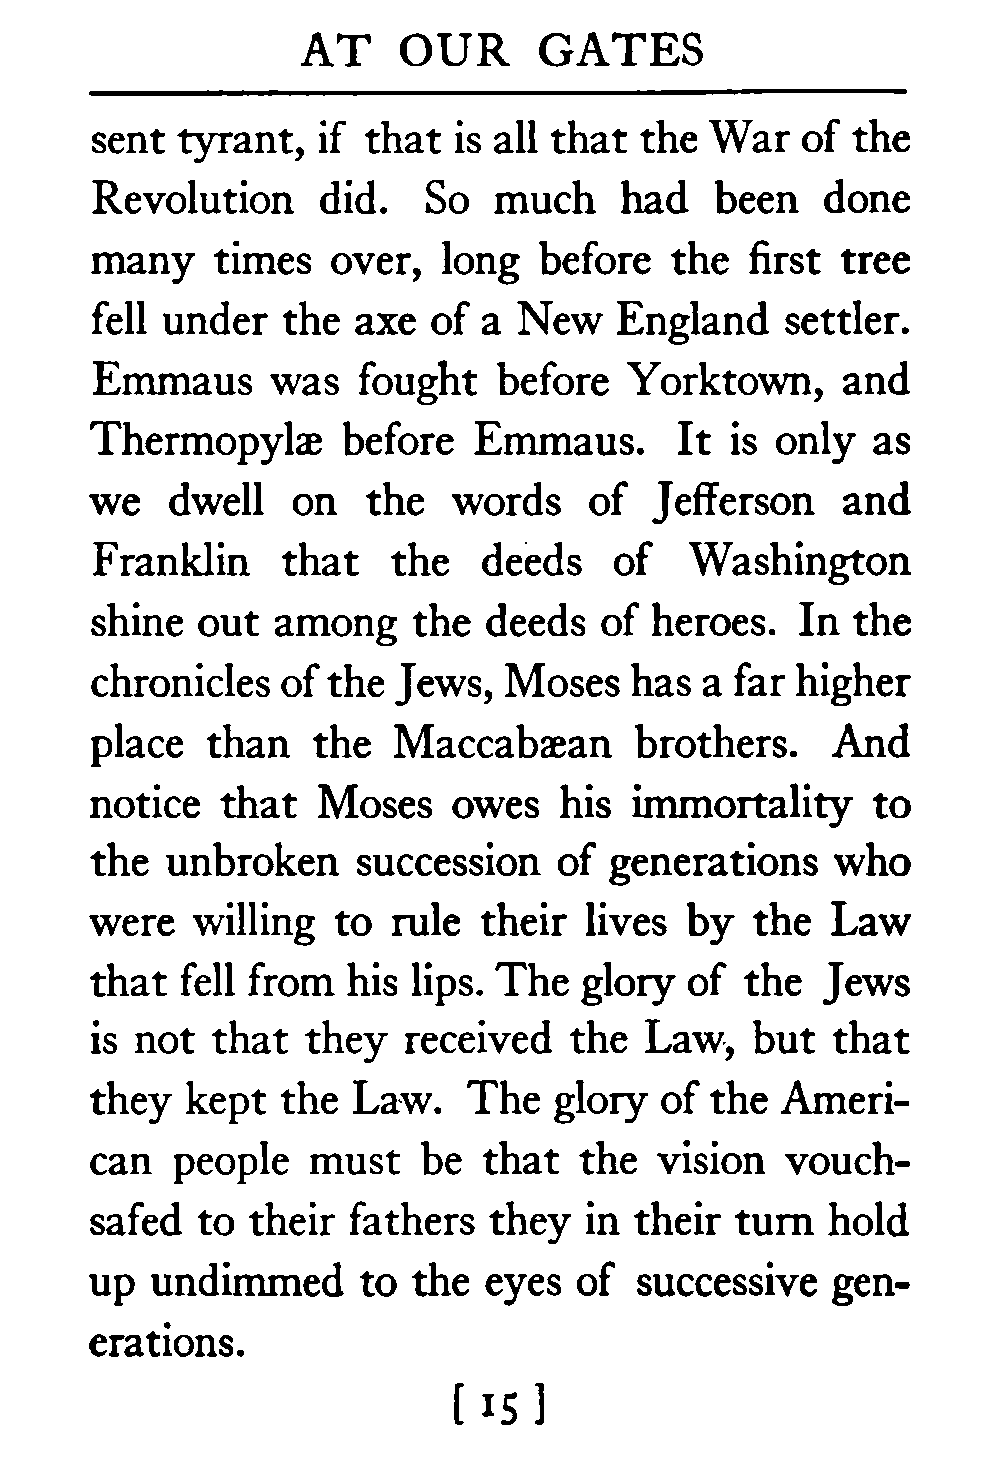 AT OUR GATES
sent tyrant, if that is all that the War of the
Revolution did. So much had been done
many times over, long before the first tree
fell under the axe of a New England settler.
Emmaus was fought before Yorktown, and
Thermopylæ before Emmaus. It is only as
we dwell on the words of Jefferson and
Franklin that the deeds of Washington
shine out among the deeds of heroes. In the
chronicles of the Jews, Moses has a far higher
place than the Maccabæan brothers. And
notice that Moses owes his immortality to
the unbroken succession of generations who
were willing to rule their lives by the Law
that fell from his lips. The glory of the Jews
is not that they received the Law, but that
they kept the Law. The glory of the Ameri-
can people must be that the vision vouch-
safed to their fathers they in their turn hold
up undimmed to the eyes of successive gen-
erations.
[ 15 ]